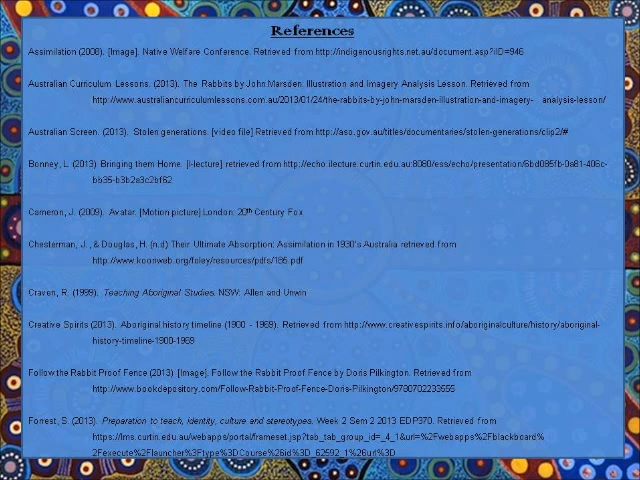 References
Assimilation (2008). [Image]. Native Welfare Conference. Retrieved from http://indigenousrights.net.au/document.asp?iID=946
Australian Curriculum Lessons. (2013). The Rabbits by John Marsden: Illustration and Imagery Analysis Lesson. Retrieved from
http://www.australiancurriculumlessons.com.au/2013/01/24/the-rabbits-by-john-marsden-illustration-and-imagery- analysis-lesson/
Australian Screen. (2013). Stolen generations. [video file] Retrieved from http://aso.gov.au/titles/documentaries/stolen-generations/clip2/#
Bonney, L. (2013) Bringing them Home. [I-lecture] retrieved from http://echo.ilecture.curtin.edu.au:8080/ess/echo/presentation/6bd085fb-0a81-406c-
bb35-b3b2a3c2bf62
Cameron, J. (2009). Avatar. [Motion picture] London: 20th Century Fox
Chesterman, J. , & Douglas, H. (n.d) Their Ultimate Absorption: Assimilation in 1930's Australia retrieved from
http://www.kooriweb.org/foley/resources/pdfs/186.pdf
Craven, R. (1999). Teaching Aboriginal Studies. NSW: Allen and Unwin
Creative Spirits (2013). Aboriginal history timeline (1900 - 1969). Retrieved from http://www.creativespirits.info/aboriginalculture/history/aboriginal-
history-timeline-1900-1969
Follow the Rabbit Proof Fence (2013) [Image]. Follow the Rabbit Proof Fence by Doris Pilkington. Retrieved from
http://www.bookdepository.com/Follow-Rabbit-Proof-Fence-Doris-Pilkington/9780702233555
Forrest, S. (2013). Preparation to teach, identity, culture and stereotypes. Week 2 Sem 2 2013 EDP370. Retrieved from
https://lms.curtin.edu.au/webapps/portal/frameset.jsp?tab_tab_group_id=_4_1&url=%2Fwebapps%2Fblackboard%
2Fexecute%2Flauncher%3Ftype%3DCourse%26id%3D_62592_1%26url%3D